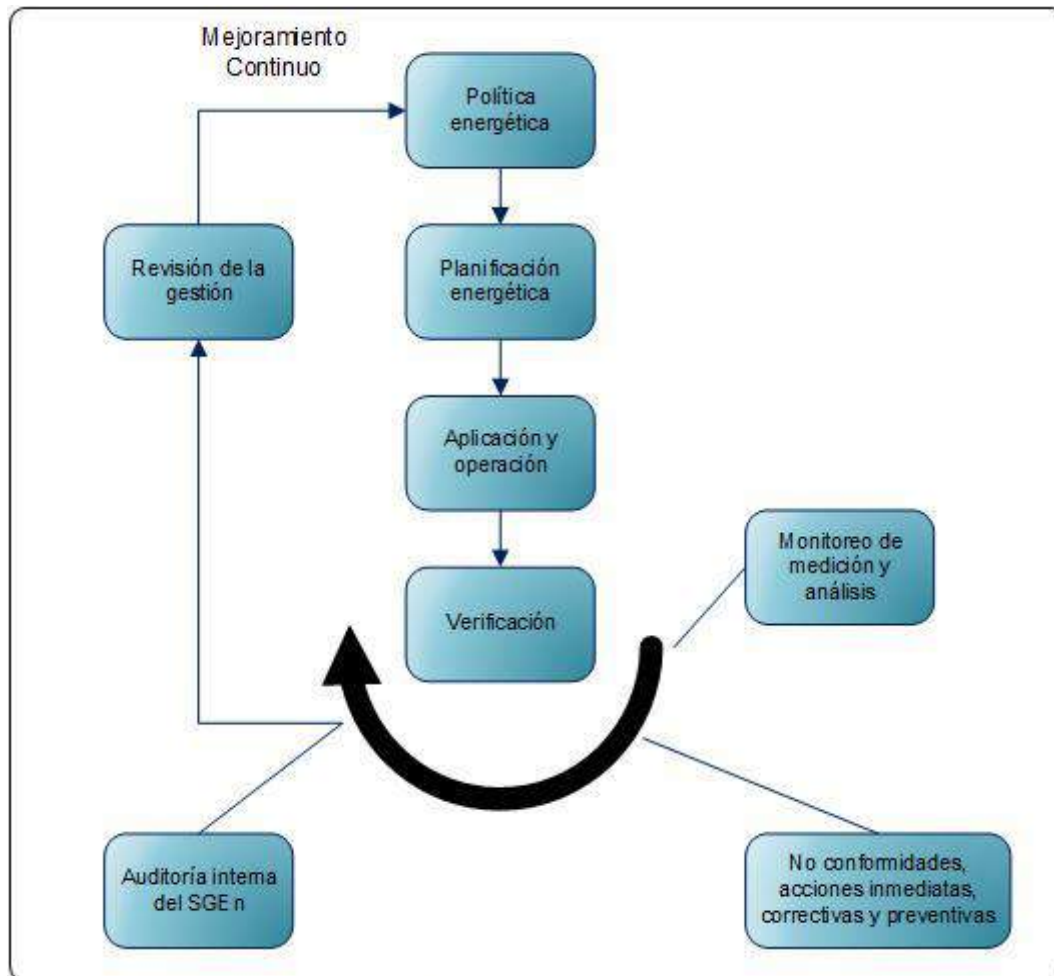 Mejoramiento
Continuo
Política
energética
Revisión de la
gestión
Planificación
energética
Aplicación y
operación
Monitoreo de
medición y
análisis
Verificación
Auditoría interna
del SGEn
No conformidades,
acciones inmediatas,
correctivas y preventivas